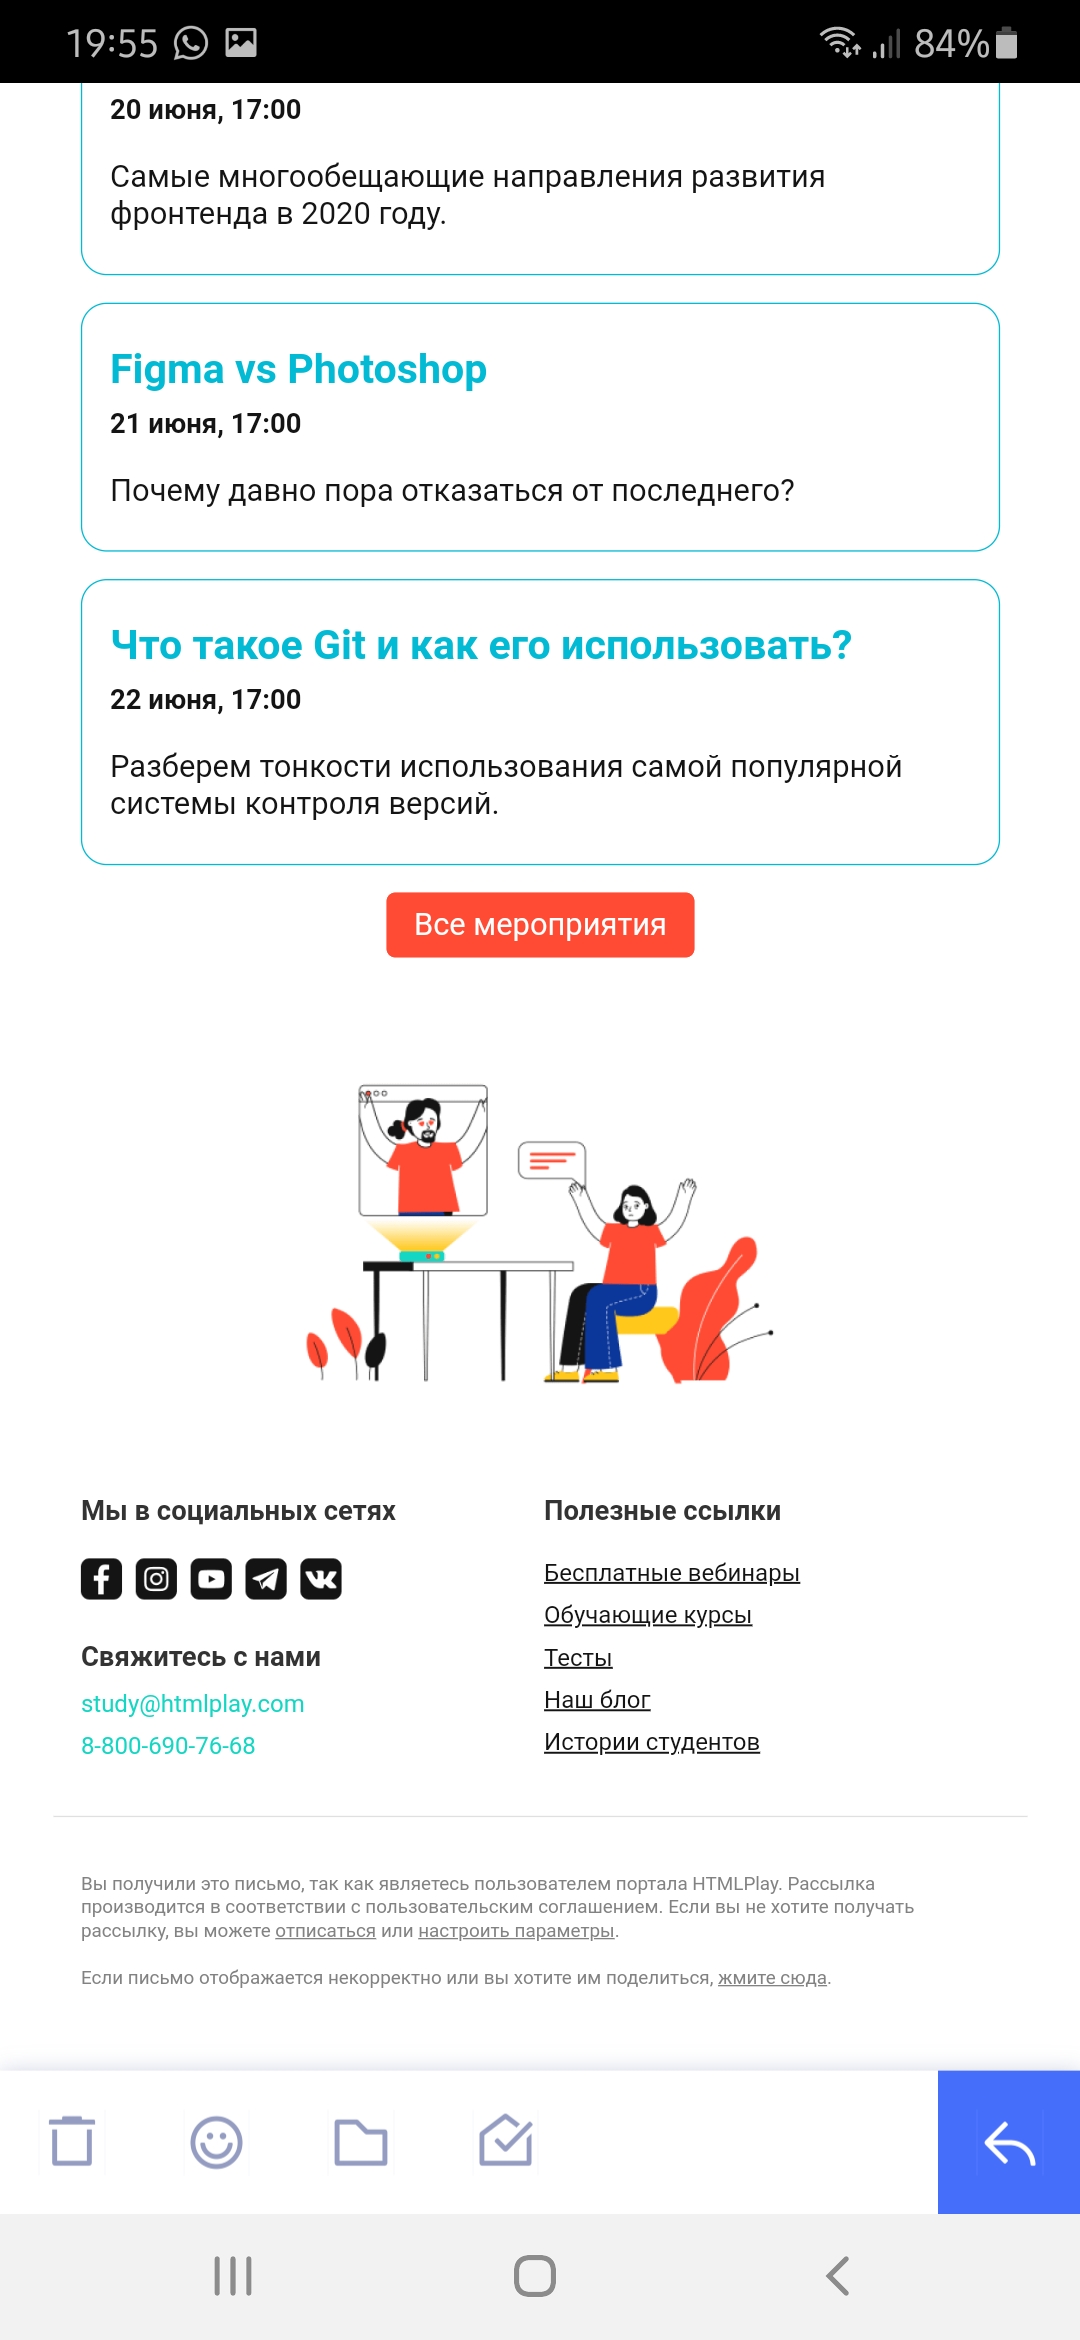 19:55
84%
20 июня, 17:00
Самые многообещающие направления развития
фронтенда в 2020 году.
Figma vs Photoshop
21 июня, 17:00
Почему давно пора отказаться от последнего?
Что такое Git и как его использовать?
22 июня, 17:00
Разберем тонкости использования самой популярной
системы контроля версий.
Все мероприятия
Мы в социальных сетях
Свяжитесь с нами
study@htmlplay.com
8-800-690-76-68
Полезные ссылки
Бесплатные вебинары
Обучающие курсы
Тесты
Наш блог
Истории студентов
Вы получили это письмо, так как являетесь пользователем портала HTMLPlay. Рассылка
производится в соответствии с пользовательским соглашением. Если вы не хотите получать
рассылку, вы можете отписаться или настроить параметры.
Если письмо отображается некорректно или вы хотите им поделиться, жмите сюда.